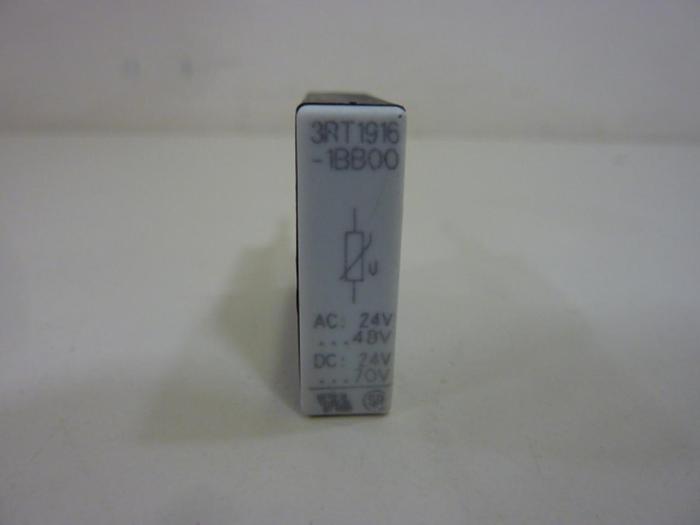 3RT1916
-1BB00
U
AC: 24V
...48V
DC: 24V
...70V